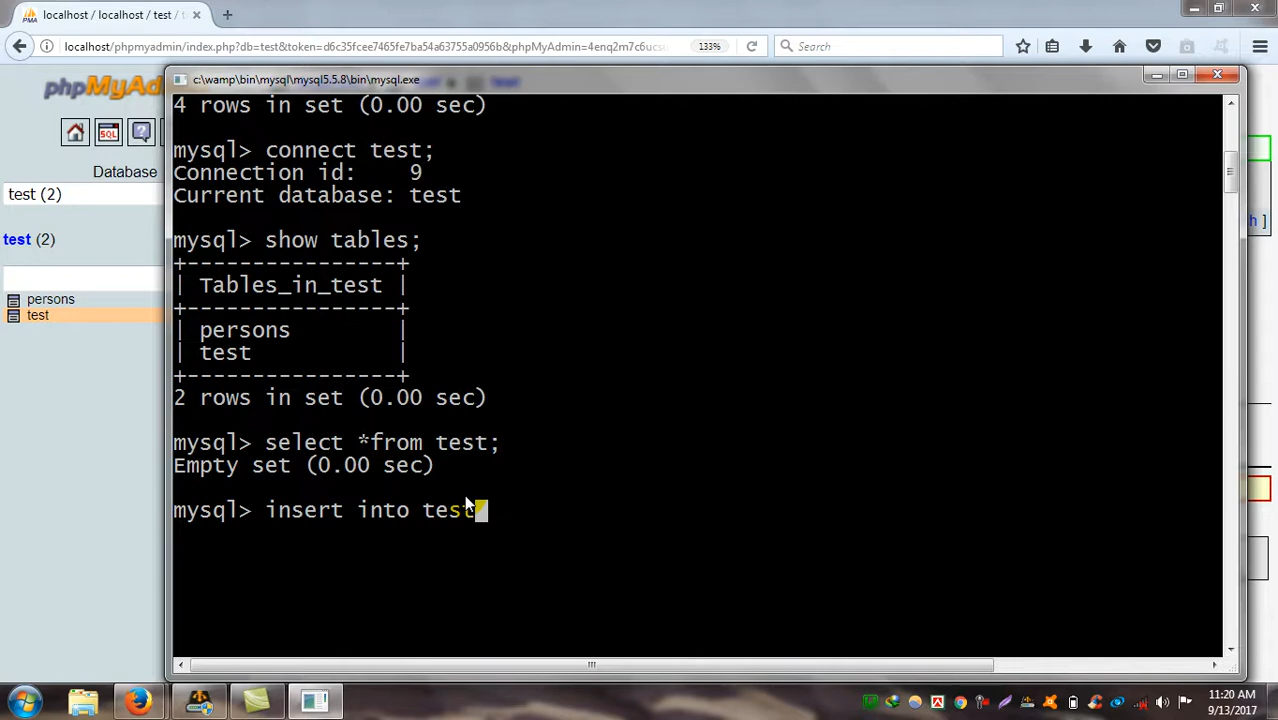 localhost / localhost / test / t
localhost/phpmyadmin/index.php?db=test&token=d6c35fcee7465fe7ba54a63755a0956b&phpMyAdmin=4enq2m7c6ucsu
133%
Search
phpMyAd
c:\wamp\bin\mysql\mysql5.5.8\bin\mysql.exe
Database
test (2)
test (2)
persons
test
4 rows in set (0.00 sec)
mysql> connect test;
Connection id:    9
Current database: test
mysql> show tables;
+----------------+
| Tables_in_test |
+----------------+
| persons        |
| test           |
+----------------+
2 rows in set (0.00 sec)
mysql> select *from test;
Empty set (0.00 sec)
mysql> insert into test
h ]
11:20 AM
9/13/2017